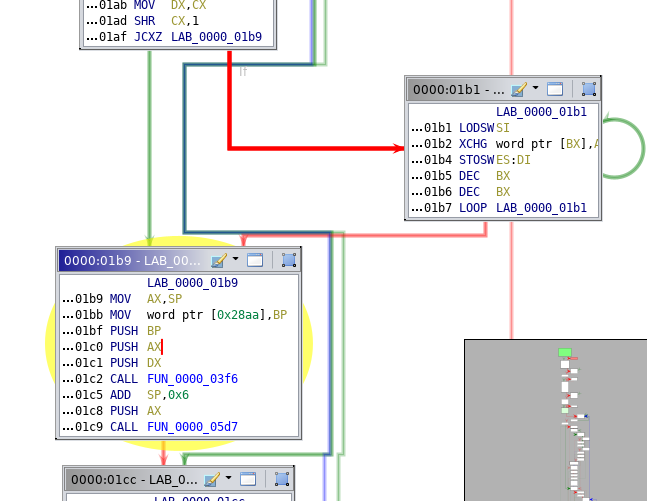 ...01ab MOV DX,CX
...01ad SHR CX,1
...01af JCXZ LAB_0000_01b9
0000:01b1 - ...
LAB_0000_01b1
...01b1 LODSW SI
...01b2 XCHG word ptr [BX],A
...01b4 STOSW ES:DI
...01b5 DEC BX
...01b6 DEC BX
...01b7 LOOP LAB_0000_01b1
0000:01b9 - LAB_00...
LAB_0000_01b9
...01b9 MOV AX,SP
...01bb MOV word ptr [0x28aa],BP
...01bf PUSH BP
...01c0 PUSH AX
...01c1 PUSH DX
...01c2 CALL FUN_0000_03f6
...01c5 ADD SP,0x6
...01c8 PUSH AX
...01c9 CALL FUN_0000_05d7
0000:01cc - LAB_0...
LAB_0000_01cc